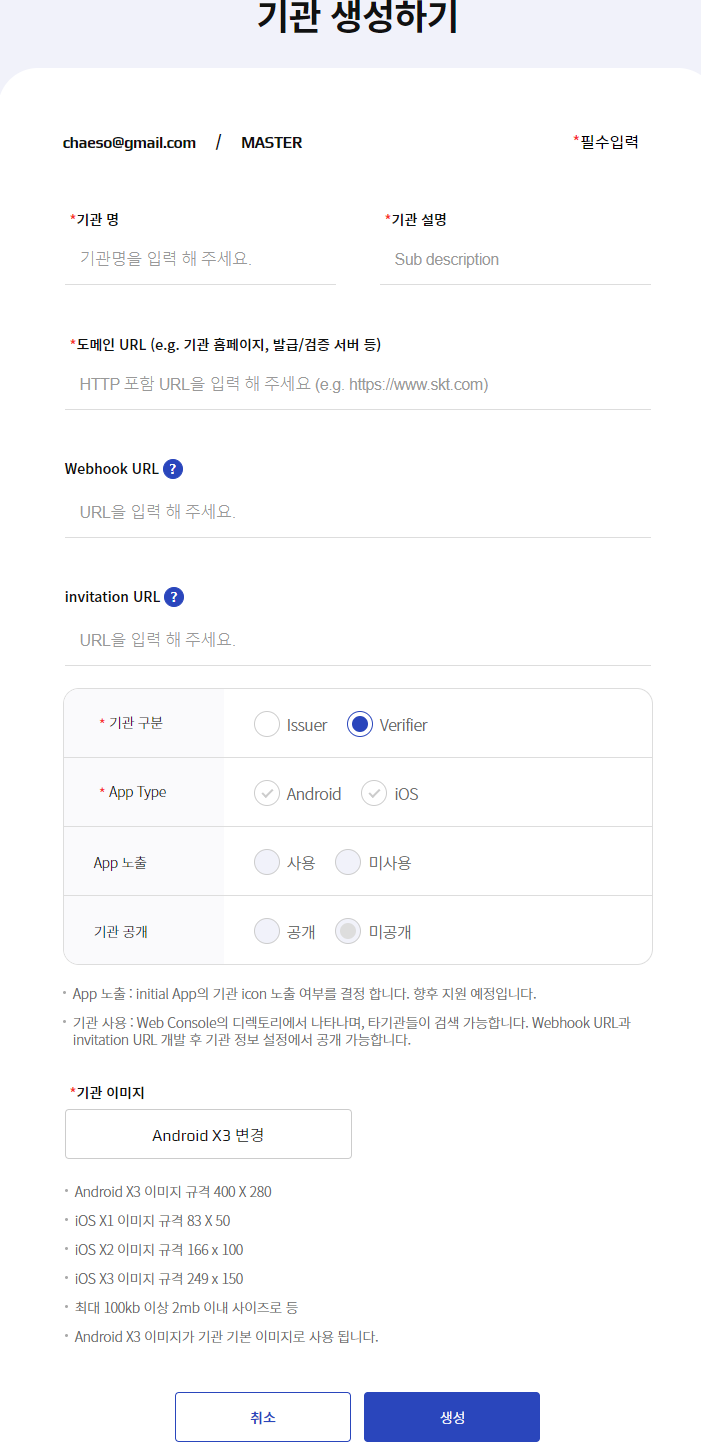 기관 생성하기
chaeso@gmail.com / MASTER *필수입력
*기관 명 *기관 설명
기관명을 입력 해 주세요. Sub description
*도메인 URL (e.g. 기관 홈페이지, 발급/검증 서버 등)
HTTP 포함 URL을 입력 해 주세요 (e.g. https://www.skt.com)
Webhook URL ?
URL을 입력 해 주세요.
invitation URL ?
URL을 입력 해 주세요.
* 기관 구분 Issuer Verifier
* App Type Android iOS
App 노출 사용 미사용
기관 공개 공개 미공개
• App 노출 : initial App의 기관 icon 노출 여부를 결정 합니다. 향후 지원 예정입니다.
• 기관 사용 : Web Console의 디렉토리에서 나타나며, 타기관들이 검색 가능합니다. Webhook URL과
invitation URL 개발 후 기관 정보 설정에서 공개 가능합니다.
*기관 이미지
Android X3 변경
• Android X3 이미지 규격 400 X 280
• iOS X1 이미지 규격 83 X 50
• iOS X2 이미지 규격 166 x 100
• iOS X3 이미지 규격 249 x 150
• 최대 100kb 이상 2mb 이내 사이즈로 등
• Android X3 이미지가 기관 기본 이미지로 사용 됩니다.
취소 생성